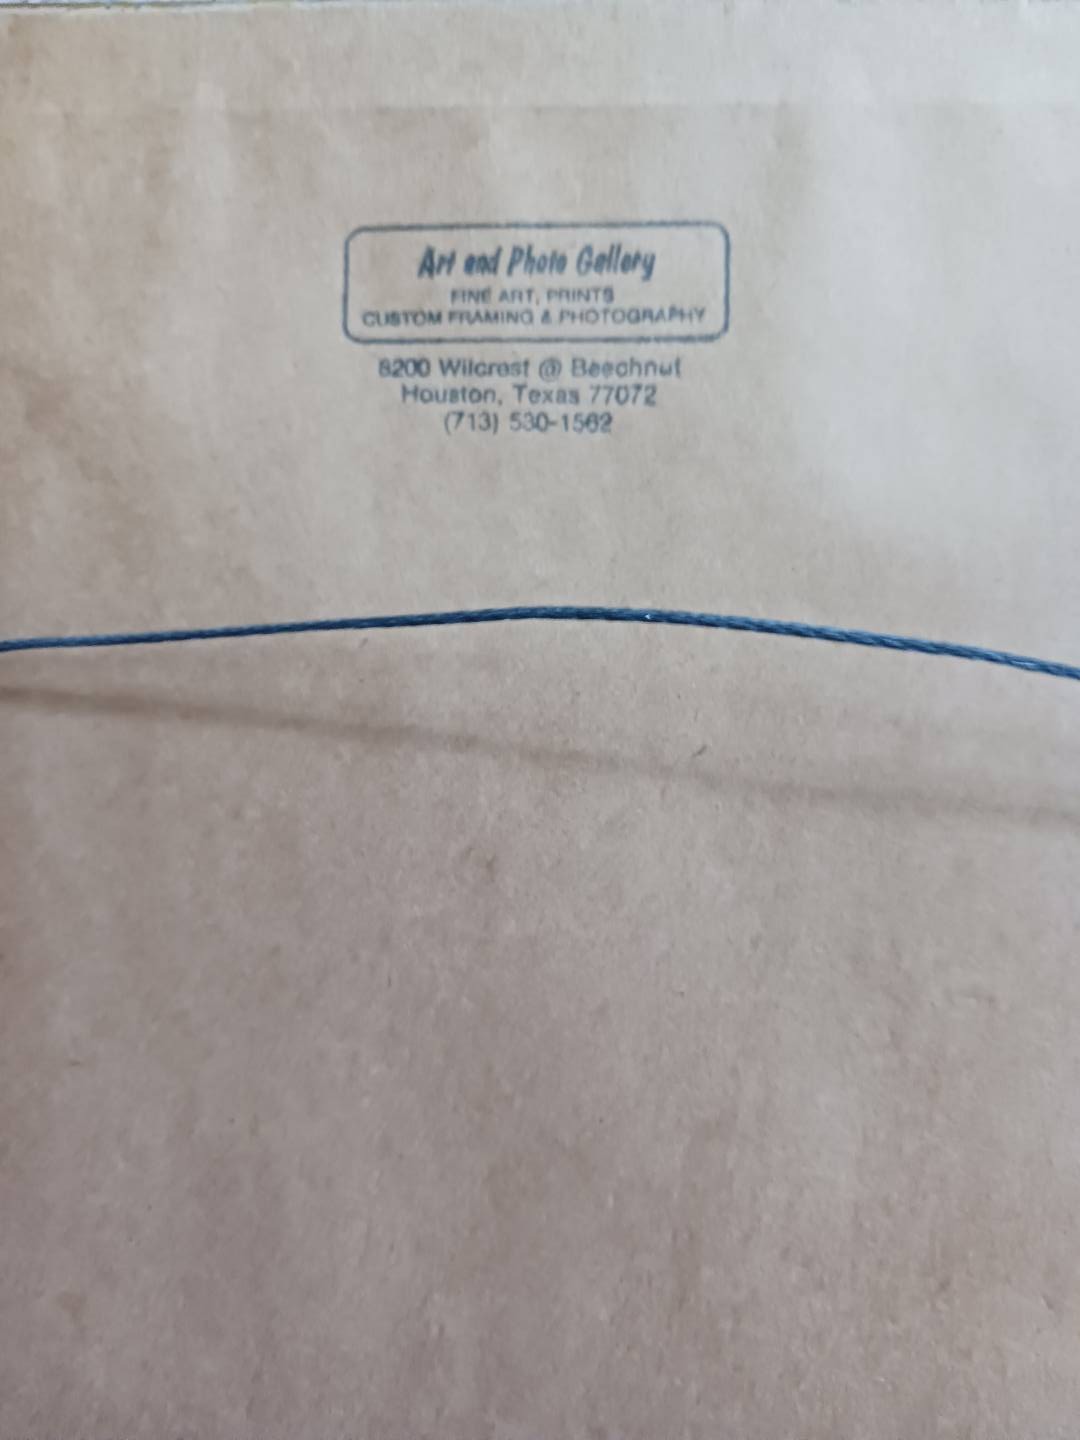 Art and Photo Gallery
FINE ART, PRINTS
CUSTOM FRAMING & PHOTOGRAPHY
8200 Wilcrest @ Beechnut
Houston, Texas 77072
(713) 530-1562